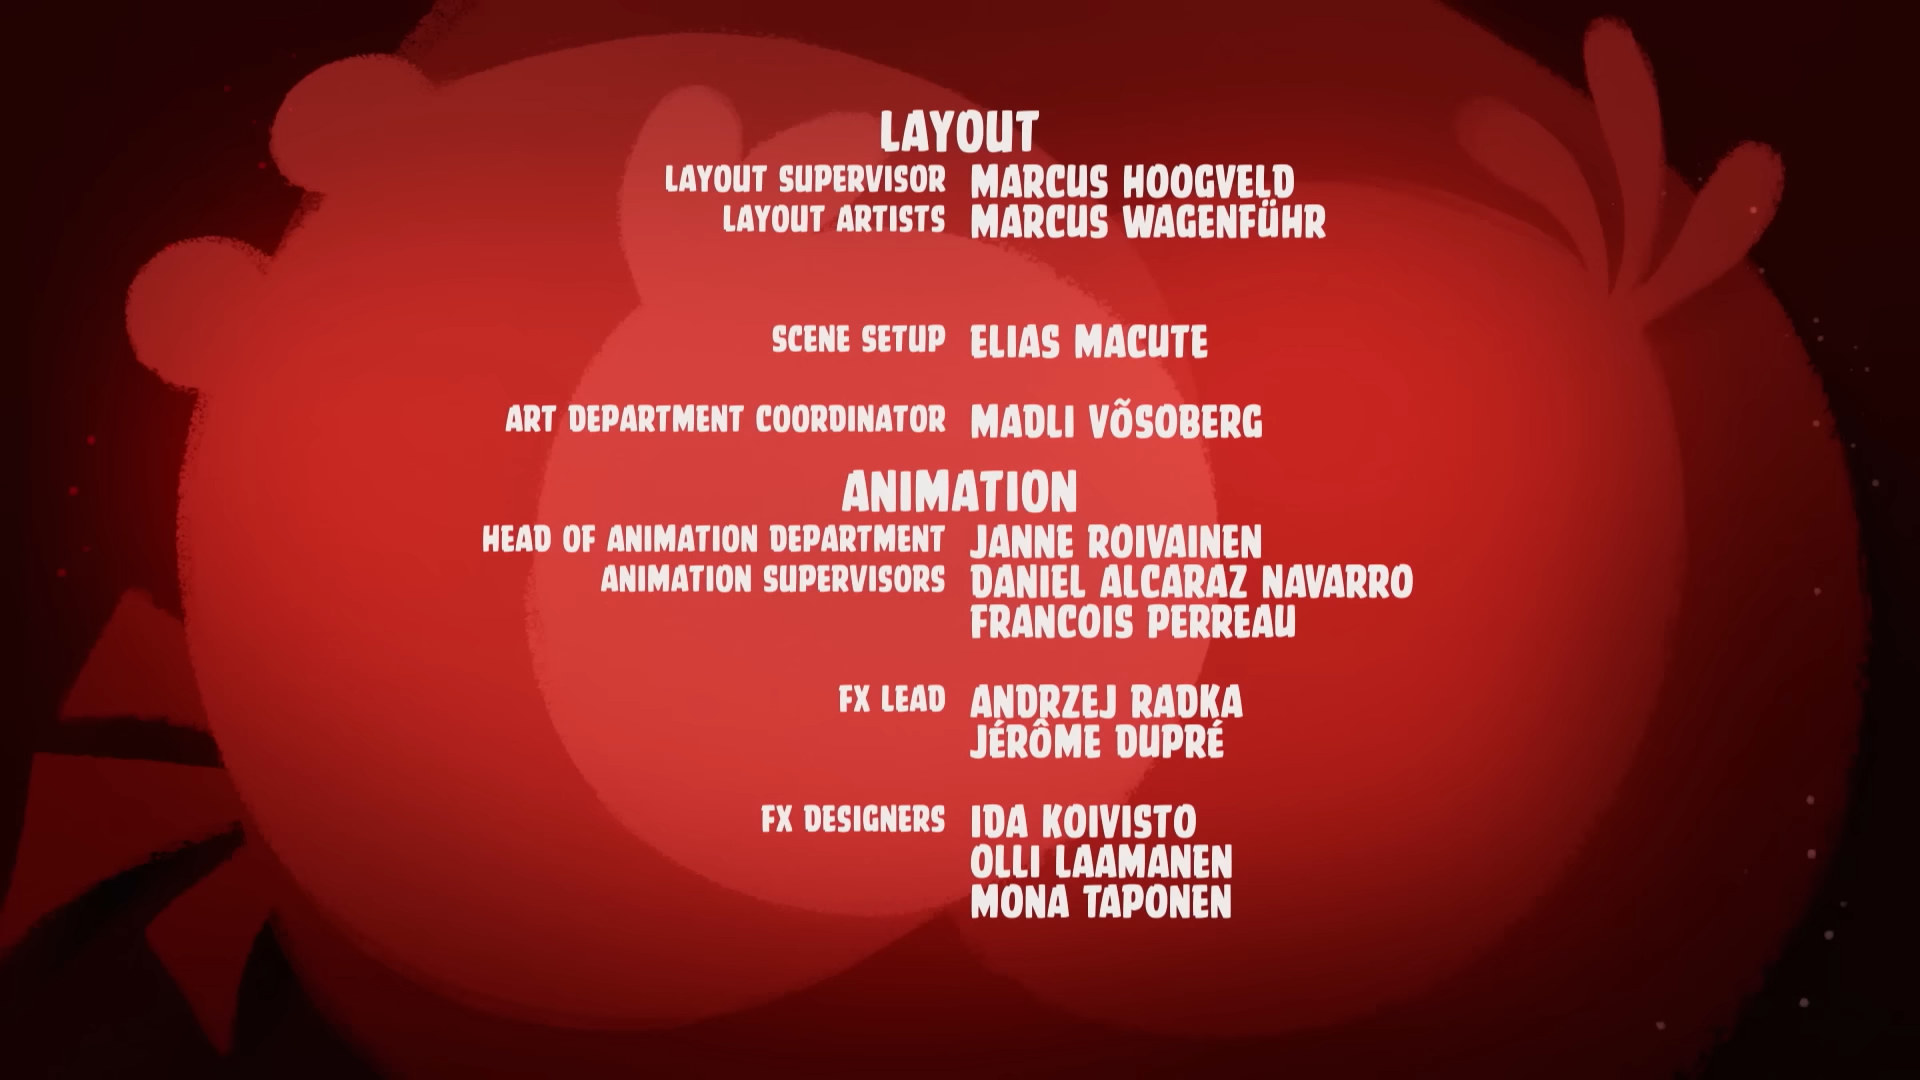 LAYOUT
LAYOUT SUPERVISOR MARCUS HOOGVELD
LAYOUT ARTISTS MARCUS WAGENFÜHR
SCENE SETUP ELIAS MACUTE
ART DEPARTMENT COORDINATOR MADLI VÕSOBERG
ANIMATION
HEAD OF ANIMATION DEPARTMENT JANNE ROIVAINEN
ANIMATION SUPERVISORS DANIEL ALCARAZ NAVARRO
FRANCOIS PERREAU
FX LEAD ANDRZEJ RADKA
JÉRÔME DUPRÉ
FX DESIGNERS IDA KOIVISTO
OLLI LAAMANEN
MONA TAPONEN